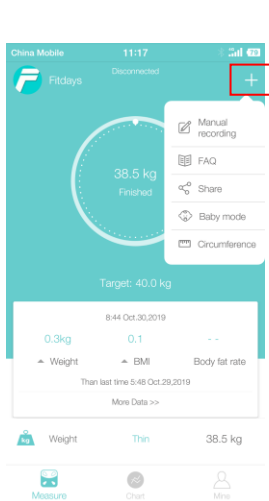 China Mobile 11:17 79
Fitdays
Disconnected
+
Manual
recording
FAQ
Share
Baby mode
Circumference
38.5 kg
Finished
Target: 40.0 kg
8:44 Oct.30,2019
0.3kg 0.1 - -
Weight BMI Body fat rate
Than last time 5:48 Oct.29,2019
More Data >>
kg Weight Thin 38.5 kg
Measure Chart Mine